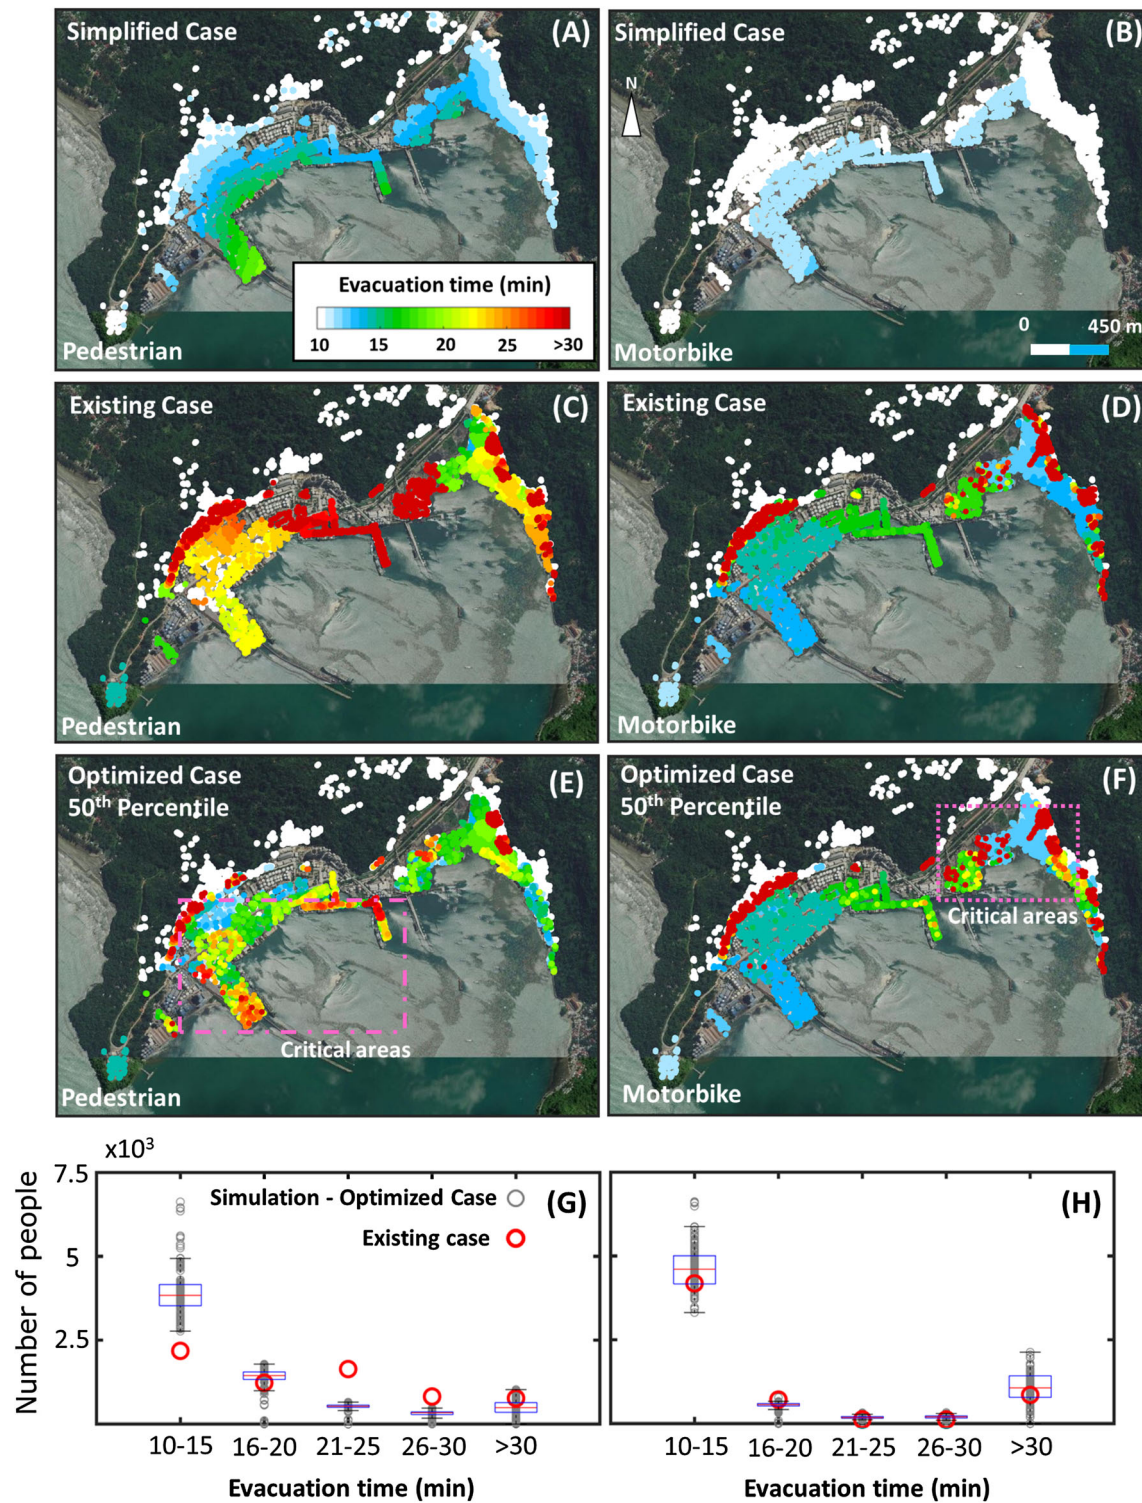 Simplified Case
(A)
Pedestrian
Evacuation time (min)
10 15 20 25 >30
Simplified Case
(B)
N
0 450 m
Motorbike
Existing Case
(C)
Pedestrian
Existing Case
(D)
Motorbike
Optimized Case
50th Percentile
(E)
Critical areas
Pedestrian
Optimized Case
50th Percentile
(F)
Critical areas
Motorbike
x10³
Number of people
7.5
5
2.5
Simulation - Optimized Case
Existing case
(G)
10-15 16-20 21-25 26-30 >30
Evacuation time (min)
(H)
10-15 16-20 21-25 26-30 >30
Evacuation time (min)